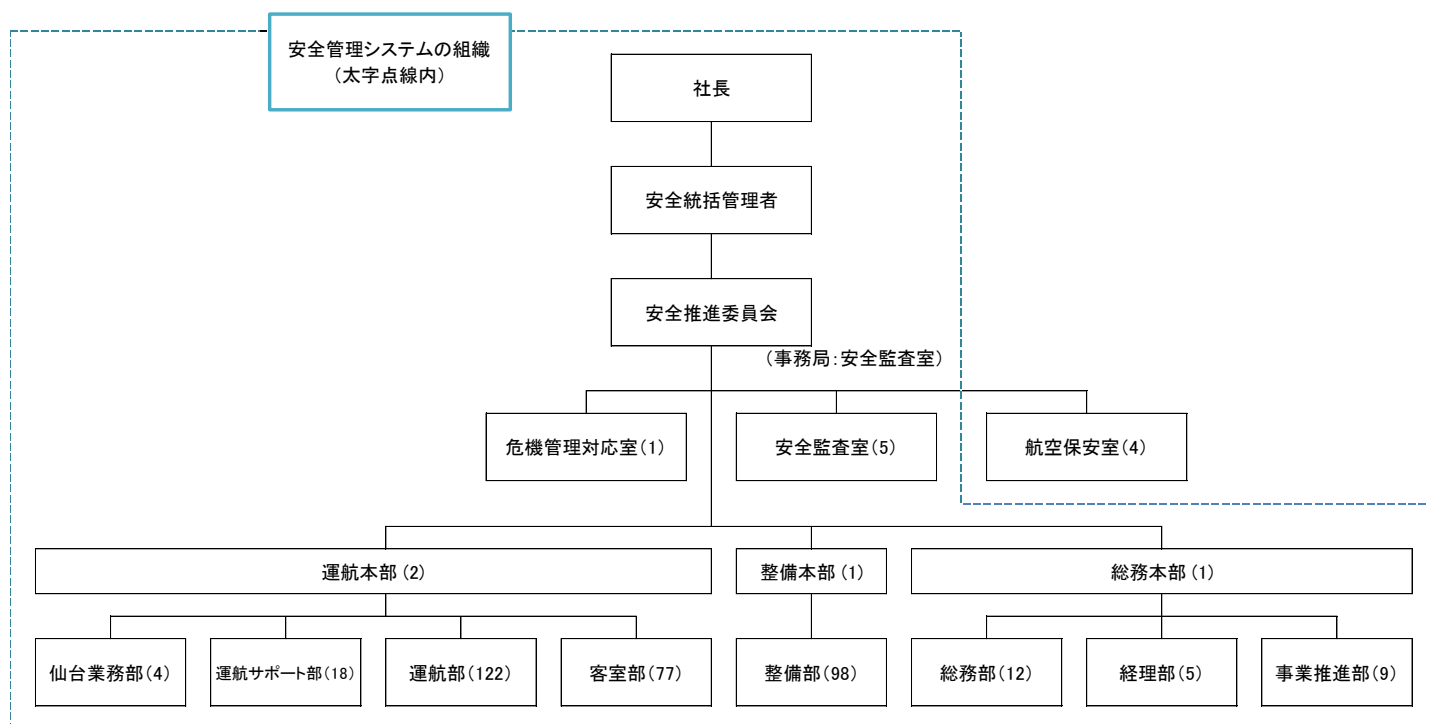 安全管理システムの組織
（太字点線内）
社長
安全統括管理者
安全推進委員会
（事務局：安全監査室）
危機管理対応室（1）
安全監査室（5）
航空保安室（4）
運航本部（2）
整備本部（1）
総務本部（1）
仙台業務部（4）
運航サポート部（18）
運航部（122）
客室部（77）
整備部（98）
総務部（12）
経理部（5）
事業推進部（9）